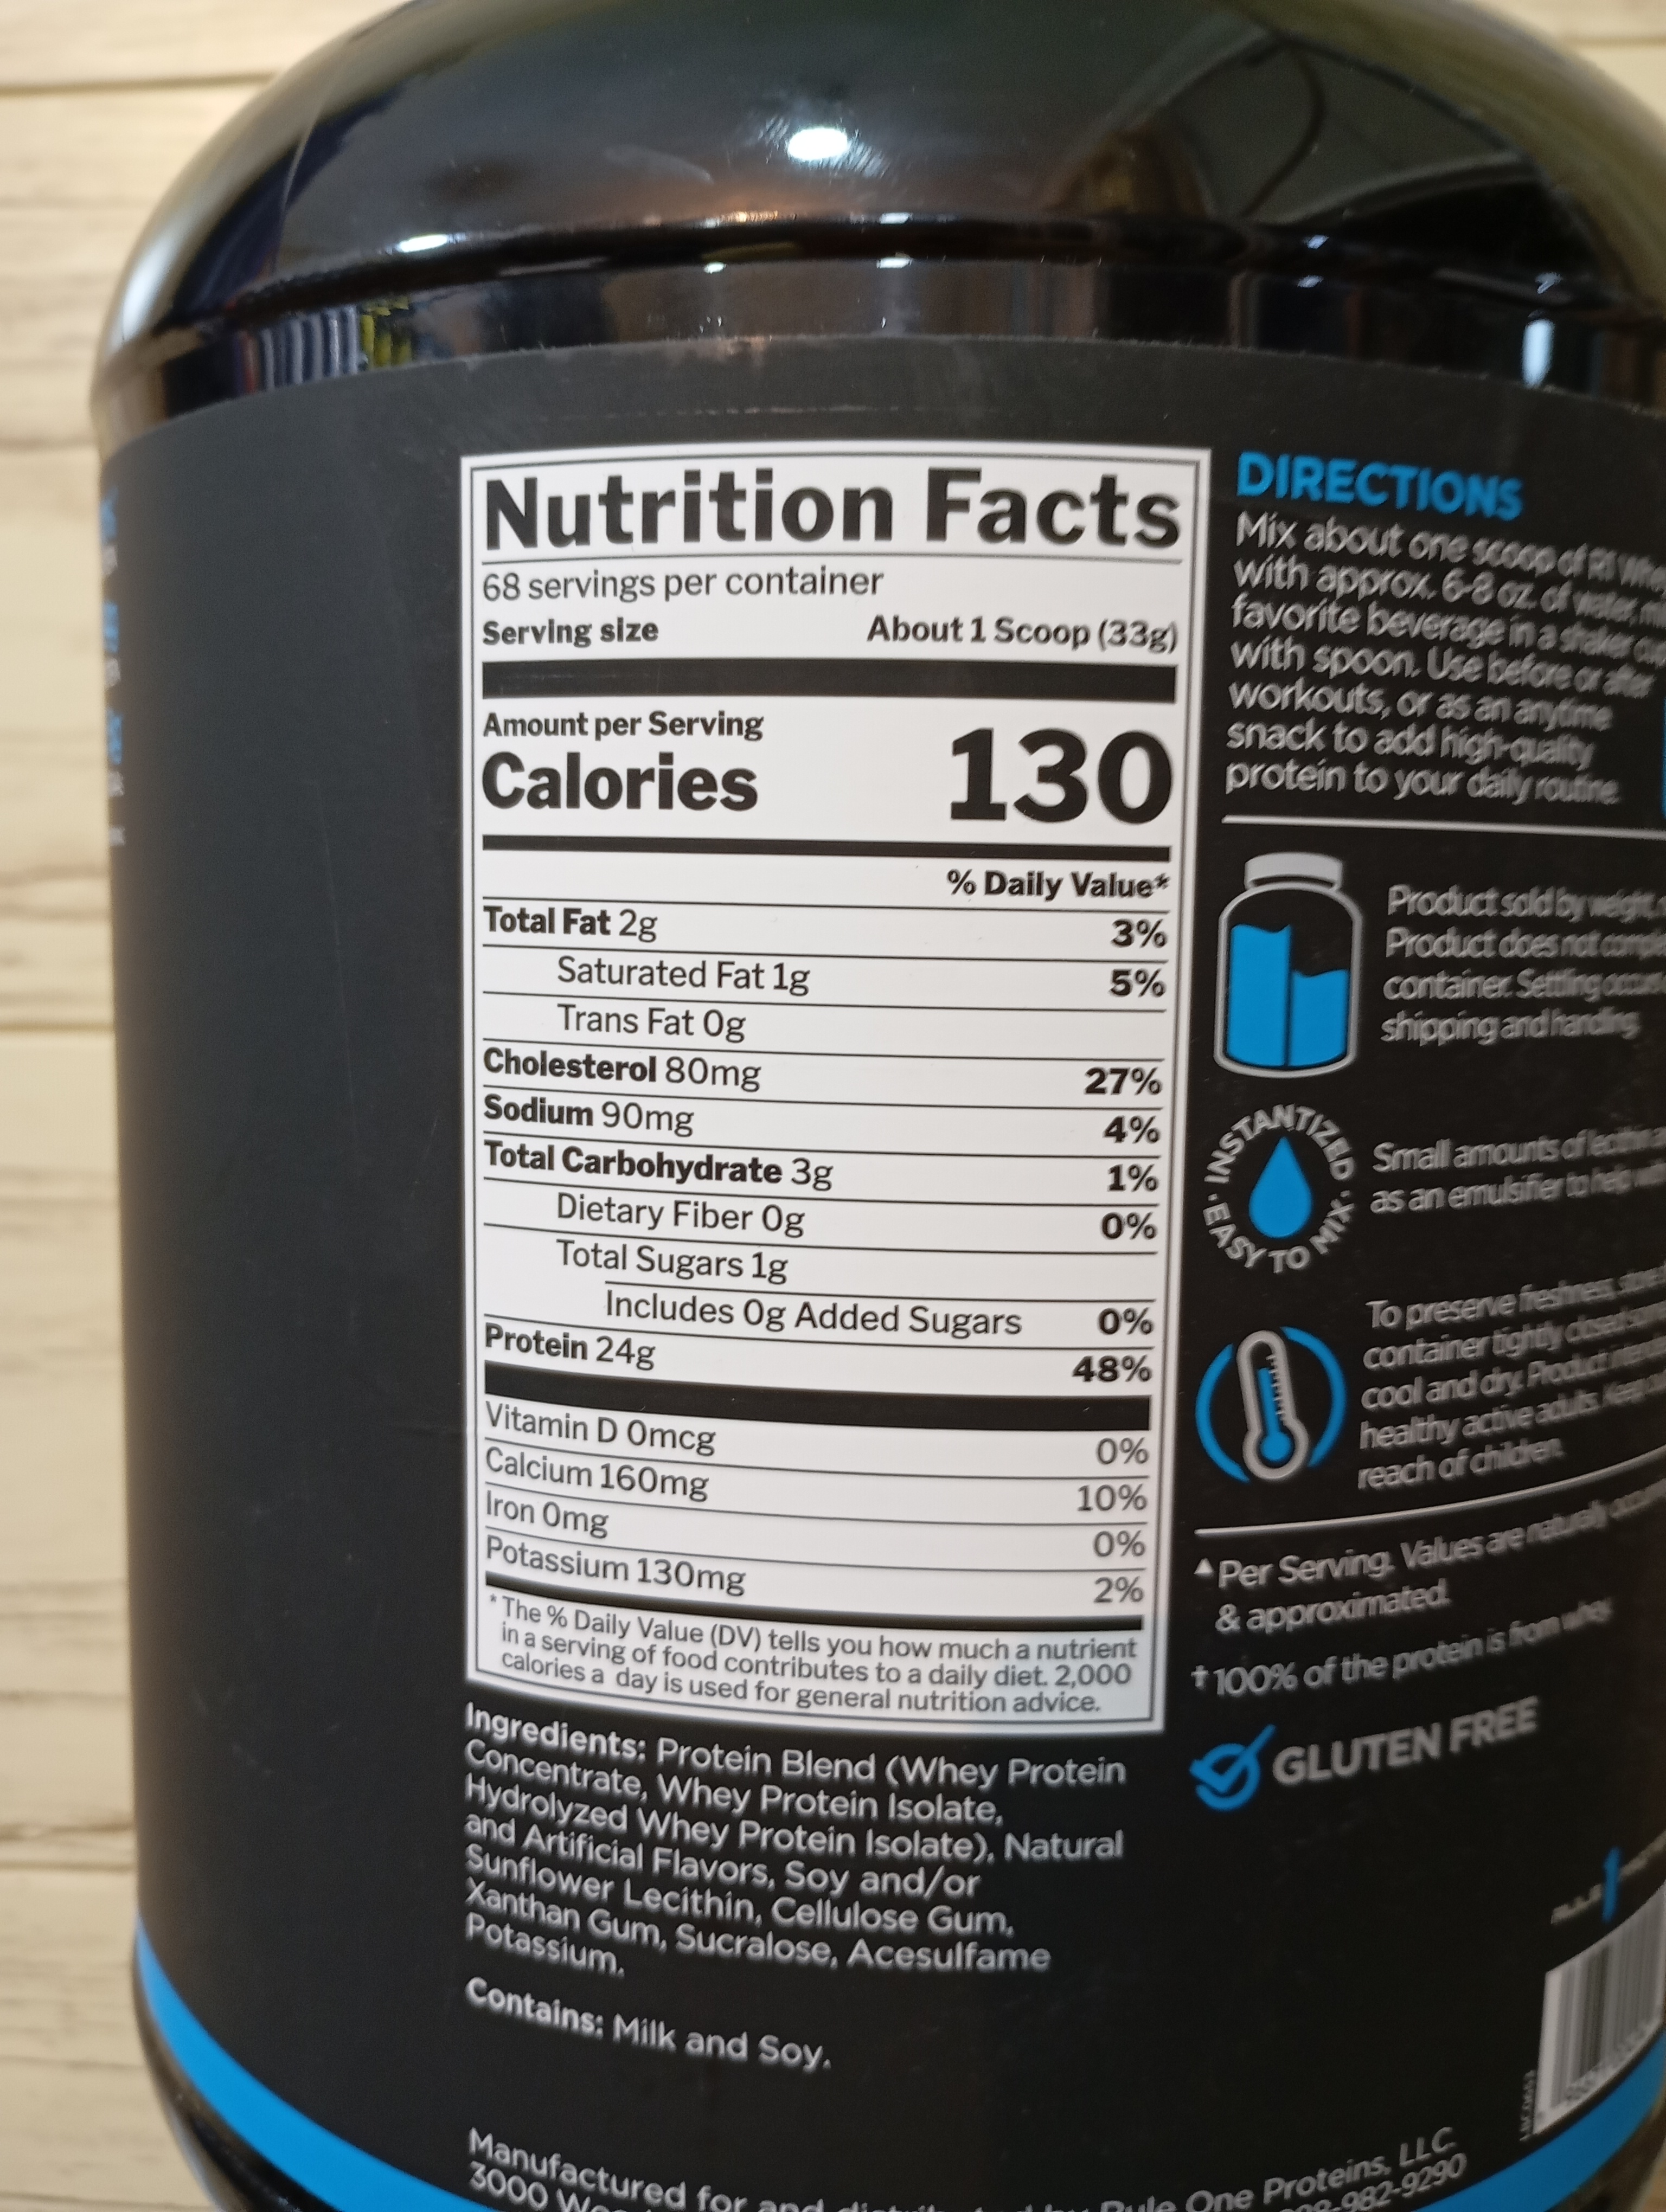 Nutrition Facts
68 servings per container
Serving size About 1 Scoop (33g)
Amount per Serving
Calories 130
% Daily Value*
Total Fat 2g 3%
Saturated Fat 1g 5%
Trans Fat 0g
Cholesterol 80mg 27%
Sodium 90mg 4%
Total Carbohydrate 3g 1%
Dietary Fiber 0g 0%
Total Sugars 1g
Includes 0g Added Sugars 0%
Protein 24g 48%
Vitamin D 0mcg 0%
Calcium 160mg 10%
Iron 0mg 0%
Potassium 130mg 2%
* The % Daily Value (DV) tells you how much a nutrient
in a serving of food contributes to a daily diet. 2,000
calories a day is used for general nutrition advice.
Ingredients: Protein Blend (Whey Protein
Concentrate, Whey Protein Isolate,
Hydrolyzed Whey Protein Isolate), Natural
and Artificial Flavors, Soy and/or
Sunflower Lecithin, Cellulose Gum,
Xanthan Gum, Sucralose, Acesulfame
Potassium.
Contains: Milk and Soy.
Manufactured for and distributed by Rule One Proteins, LLC
3000 982-9290
DIRECTIONS
Mix about one scoop of R1
with approx. 6-8 oz. of water,
favorite beverage in a shaker
with spoon. Use before or after
workouts, or as an anytime
snack to add high-quality
protein to your daily routine.
Product sold by weight,
Product does not
container. Settling
shipping and handling
INSTANTIZED
EASY TO MIX
Small amounts of lecithin
as an emulsifier to help
To preserve freshness,
container tightly closed
cool and dry. Product
healthy active adults. Keep
reach of children.
▲Per Serving. Values are naturally
& approximated.
†100% of the protein is from whey
GLUTEN FREE